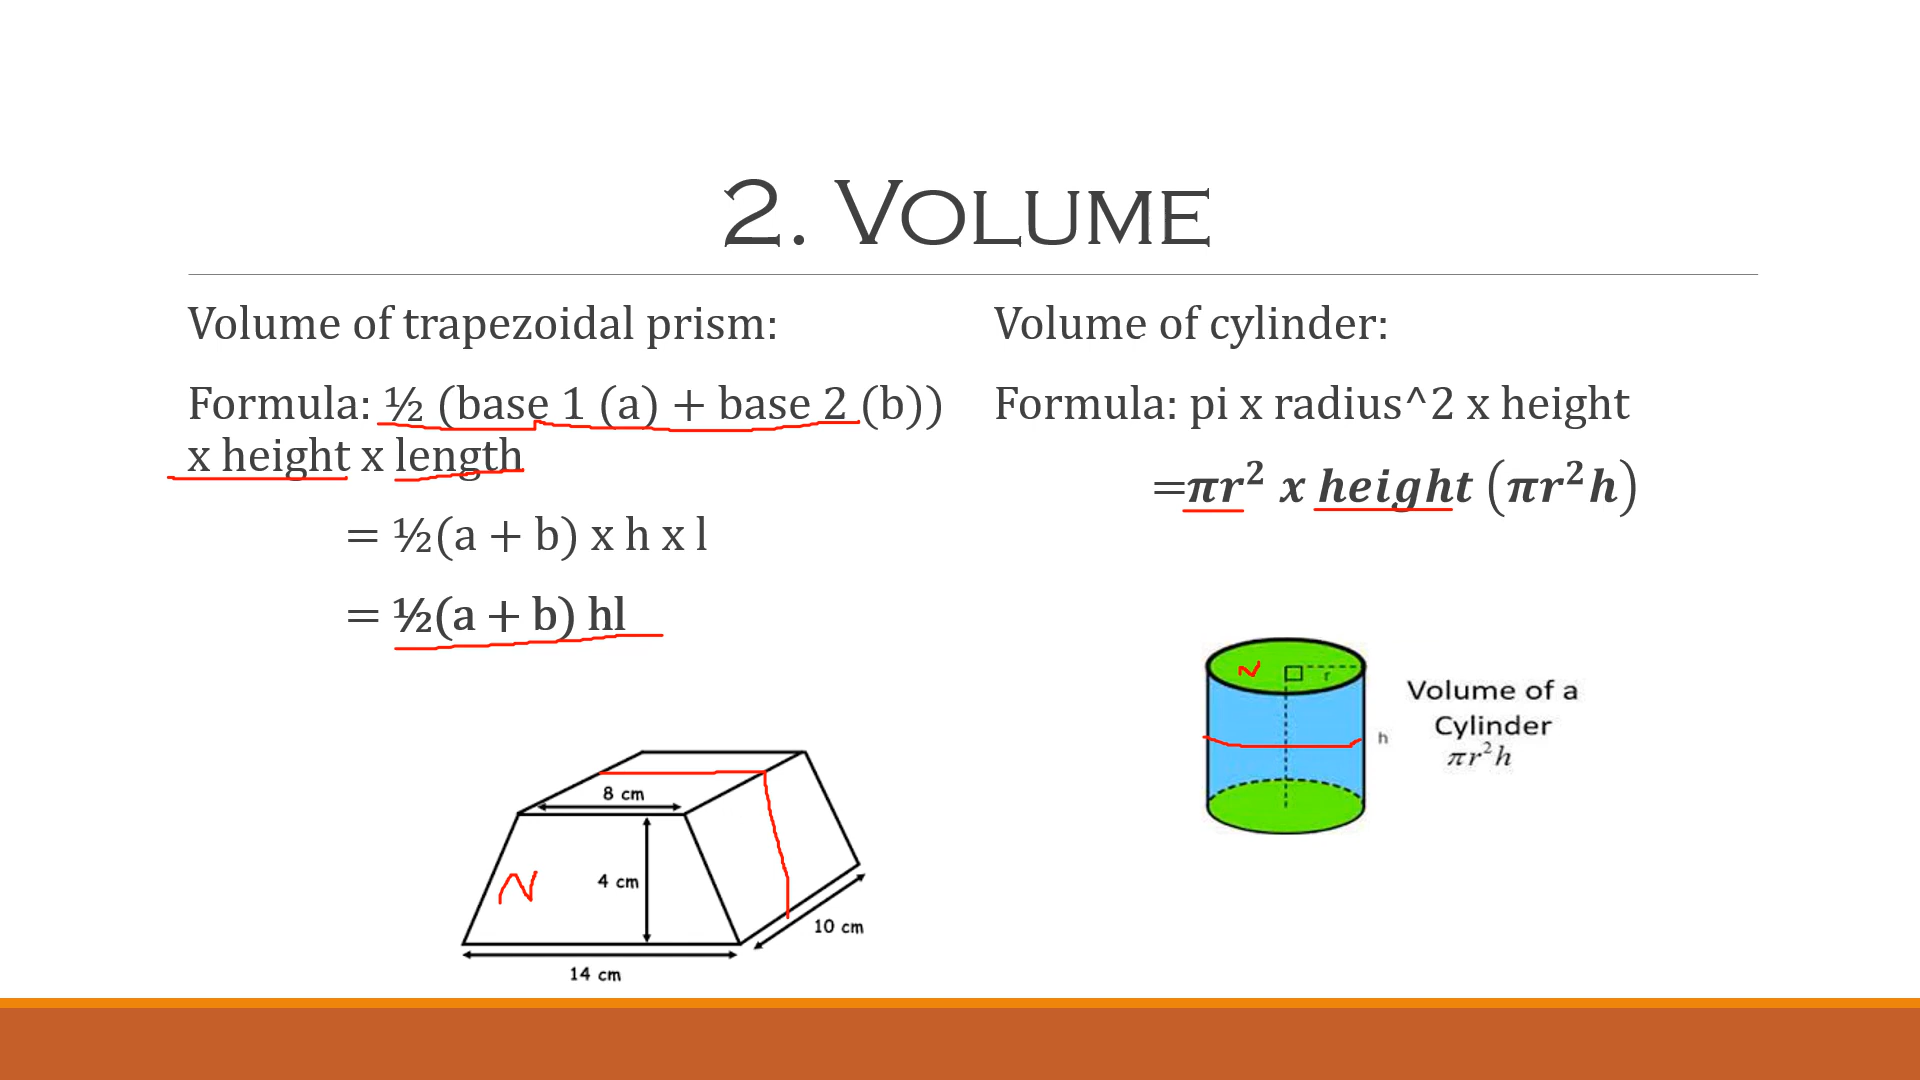 2. VOLUME
Volume of trapezoidal prism:
Formula: ½ (base 1 (a) + base 2 (b))
x height x length
= ½(a + b) x h x l
= ½(a + b) hl
8 cm
4 cm
10 cm
14 cm
N
Volume of cylinder:
Formula: pi x radius^2 x height
=πr² x height (πr²h)
N
r
h
Volume of a
Cylinder
πr²h